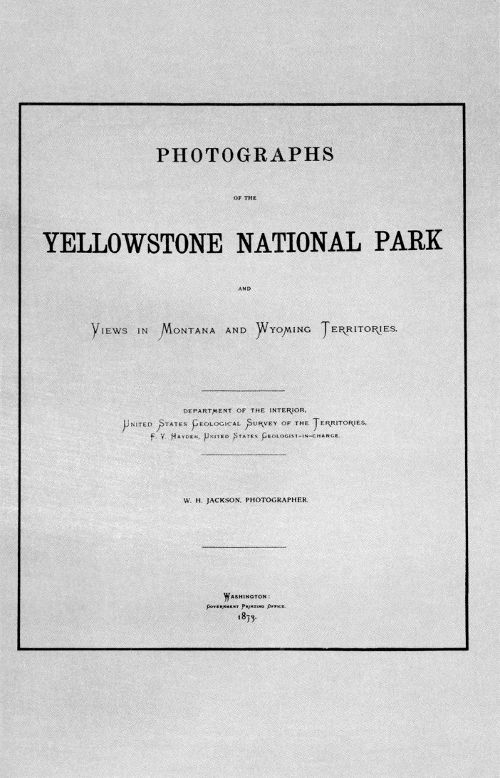 PHOTOGRAPHS
OF THE
YELLOWSTONE NATIONAL PARK
AND
VIEWS IN MONTANA AND WYOMING TERRITORIES.
DEPARTMENT OF THE INTERIOR,
UNITED STATES GEOLOGICAL SURVEY OF THE TERRITORIES,
F. V. HAYDEN, UNITED STATES GEOLOGIST-IN-CHARGE.
W. H. JACKSON, PHOTOGRAPHER.
WASHINGTON:
GOVERNMENT PRINTING OFFICE.
1873.